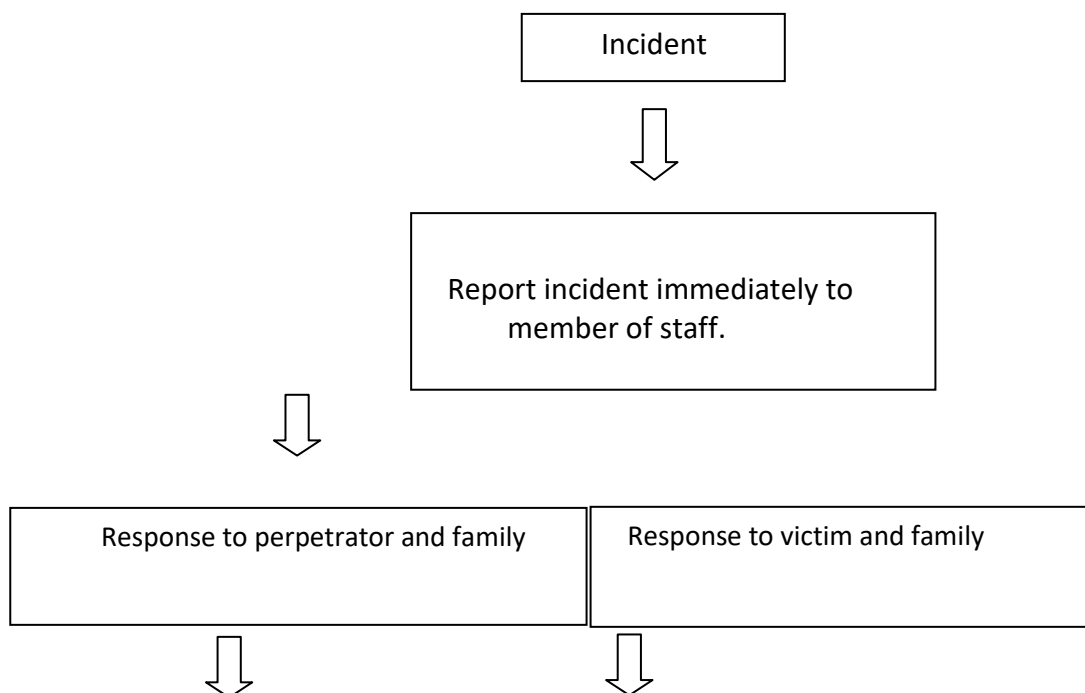 Incident
Report incident immediately to
member of staff.
Response to perpetrator and family
Response to victim and family